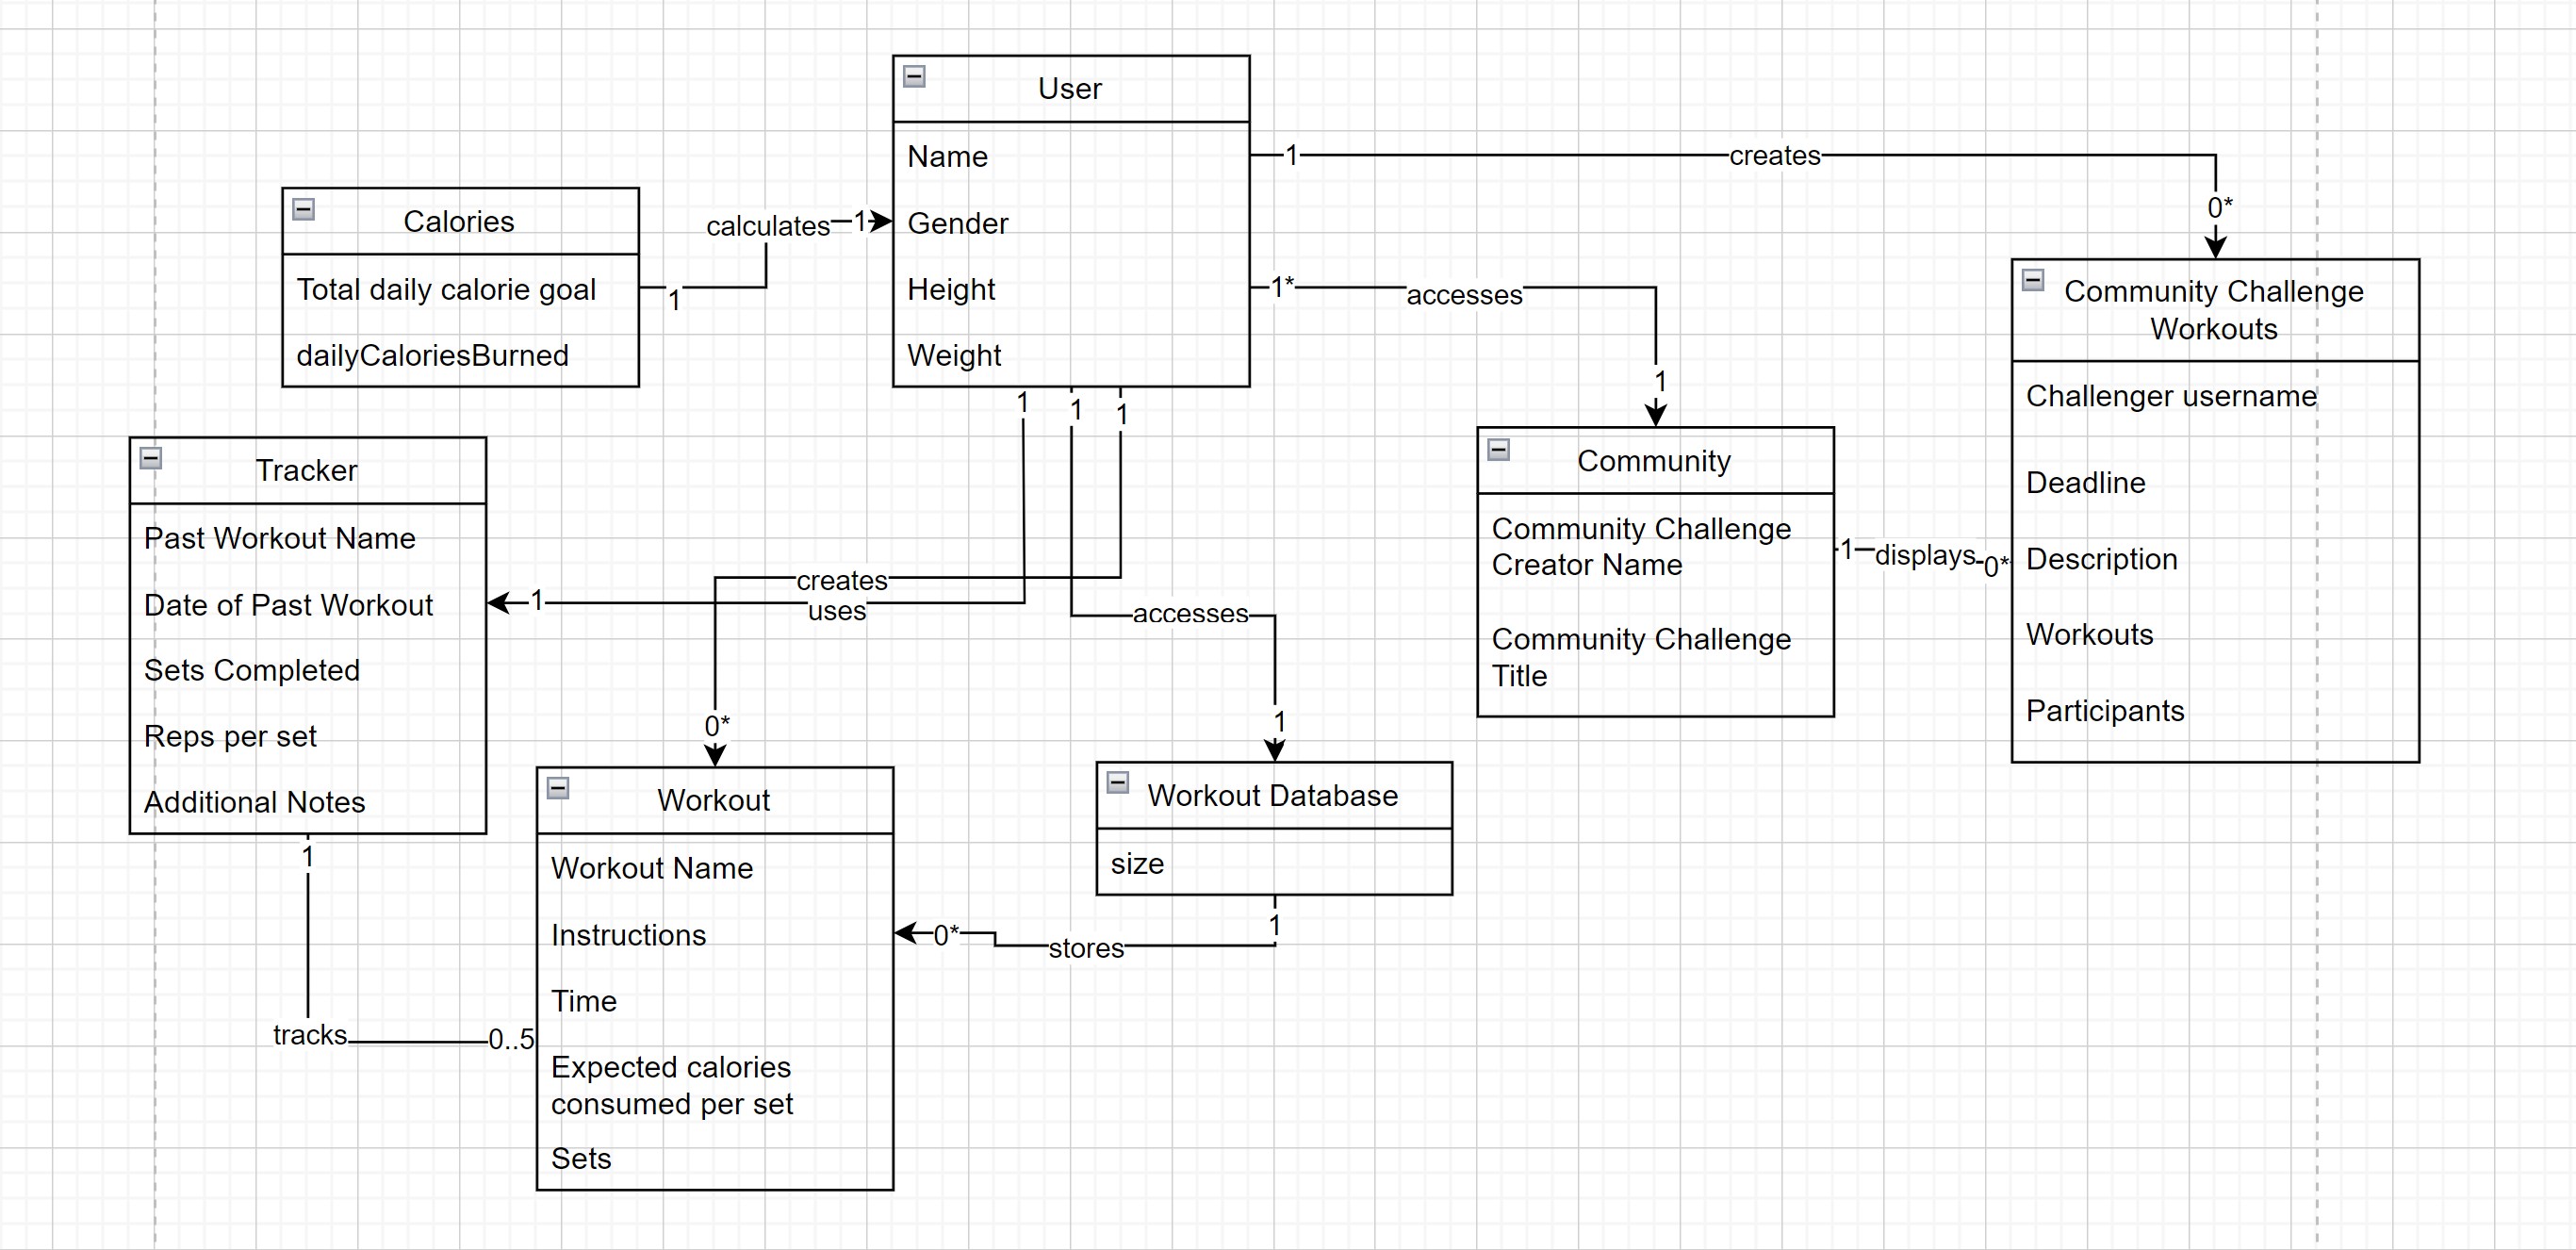 User
Name
Gender
Height
Weight
1
creates
0*
Calories
Total daily calorie goal
dailyCaloriesBurned
1
calculates
1
1*
accesses
1
Community Challenge
Workouts
Challenger username
Deadline
Description
Workouts
Participants
Community
Community Challenge
Creator Name
Community Challenge
Title
1
displays
0*
Tracker
Past Workout Name
Date of Past Workout
Sets Completed
Reps per set
Additional Notes
1
1
1
creates
1
uses
accesses
0*
1
Workout
Workout Name
Instructions
Time
Expected calories
consumed per set
Sets
Workout Database
size
1
0*
stores
1
tracks
0..5